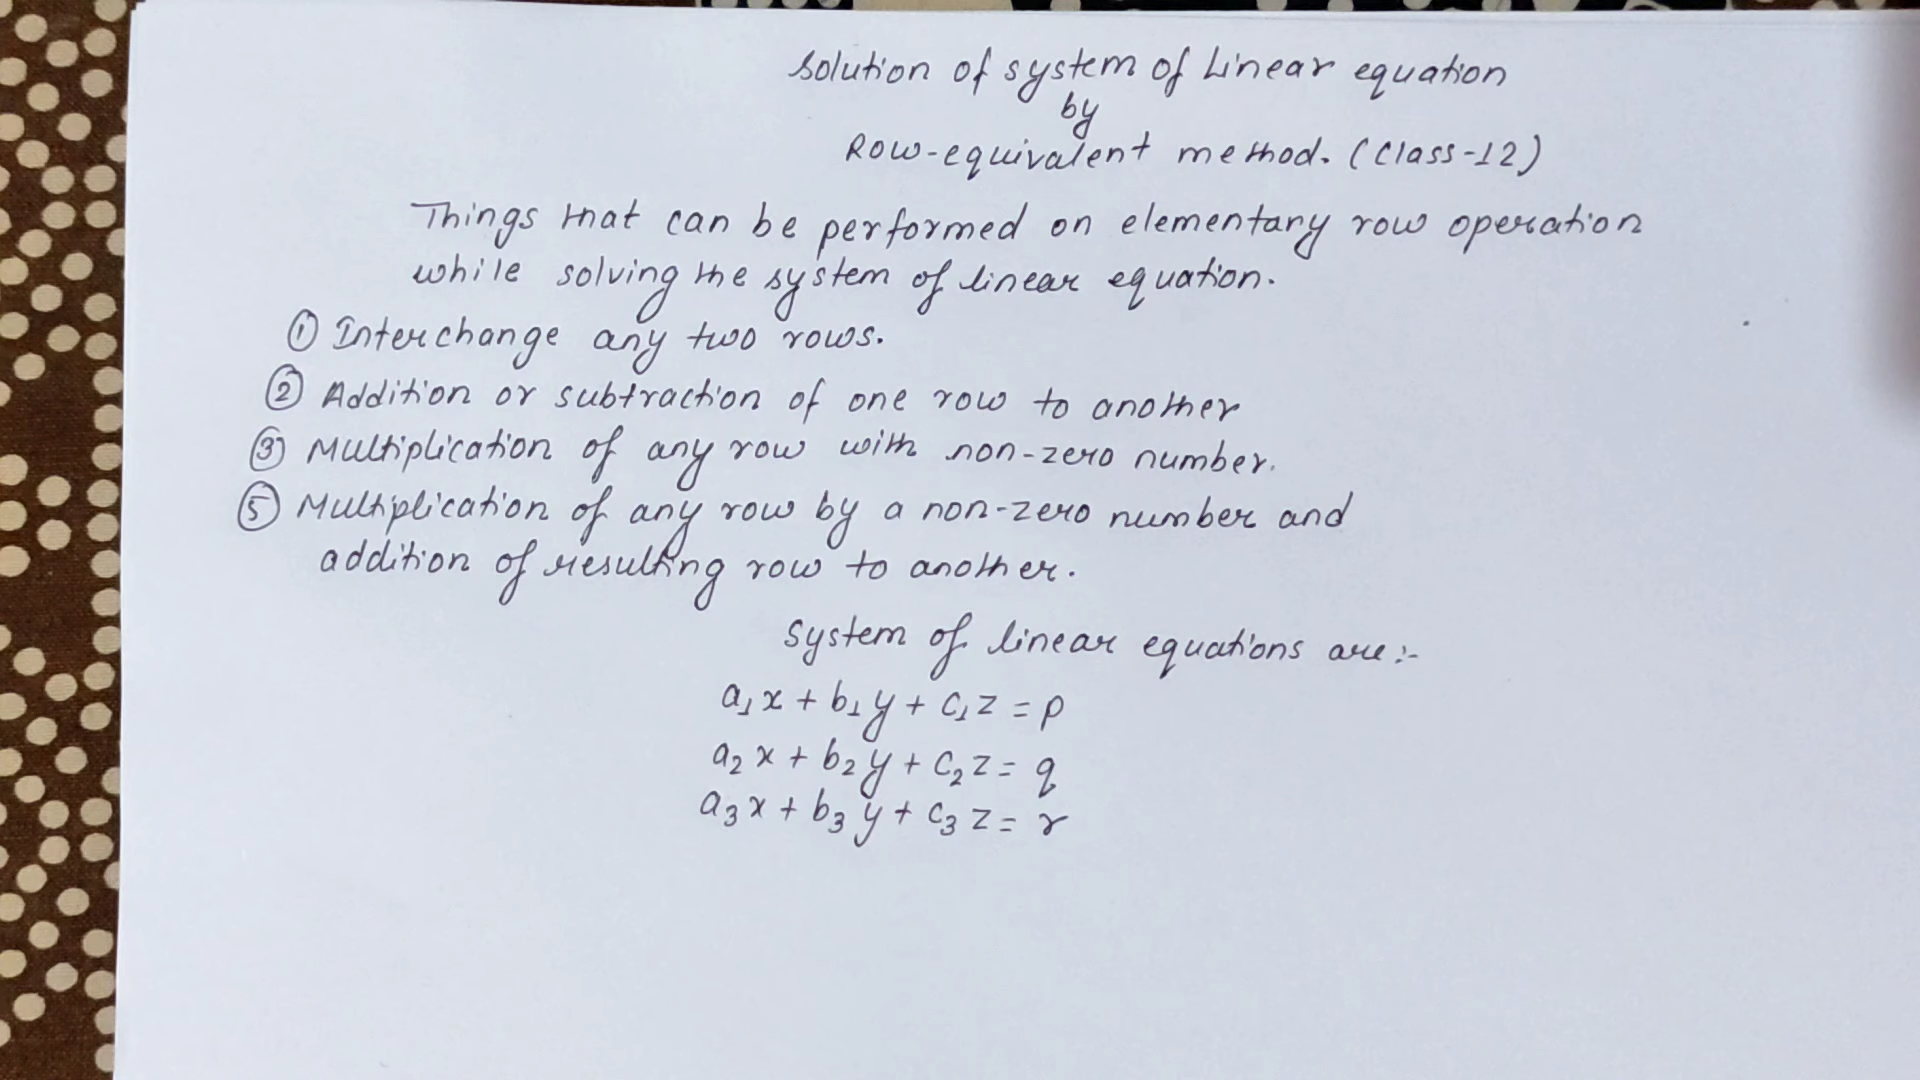 Solution of system of Linear equation
by
Row-equivalent method. (Class-12)
Things that can be performed on elementary row operation
while solving the system of linear equation.
① Interchange any two rows.
② Addition or subtraction of one row to another
③ Multiplication of any row with non-zero number.
⑤ Multiplication of any row by a non-zero number and
addition of resulting row to another.
System of linear equations are:-
a₁x + b₁y + c₁z = p
a₂x + b₂y + c₂z = q
a₃x + b₃y + c₃z = r